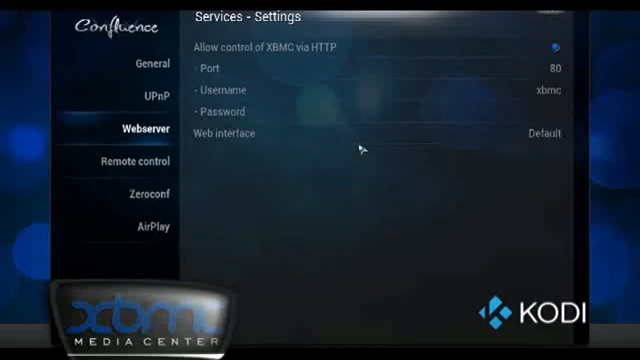 Services - Settings
Confluence
Allow control of XBMC via HTTP
General
- Port 80
UPnP
- Username xbmc
- Password
Webserver
Web interface Default
Remote control
Zeroconf
AirPlay
xbmc
MEDIA CENTER
KODI